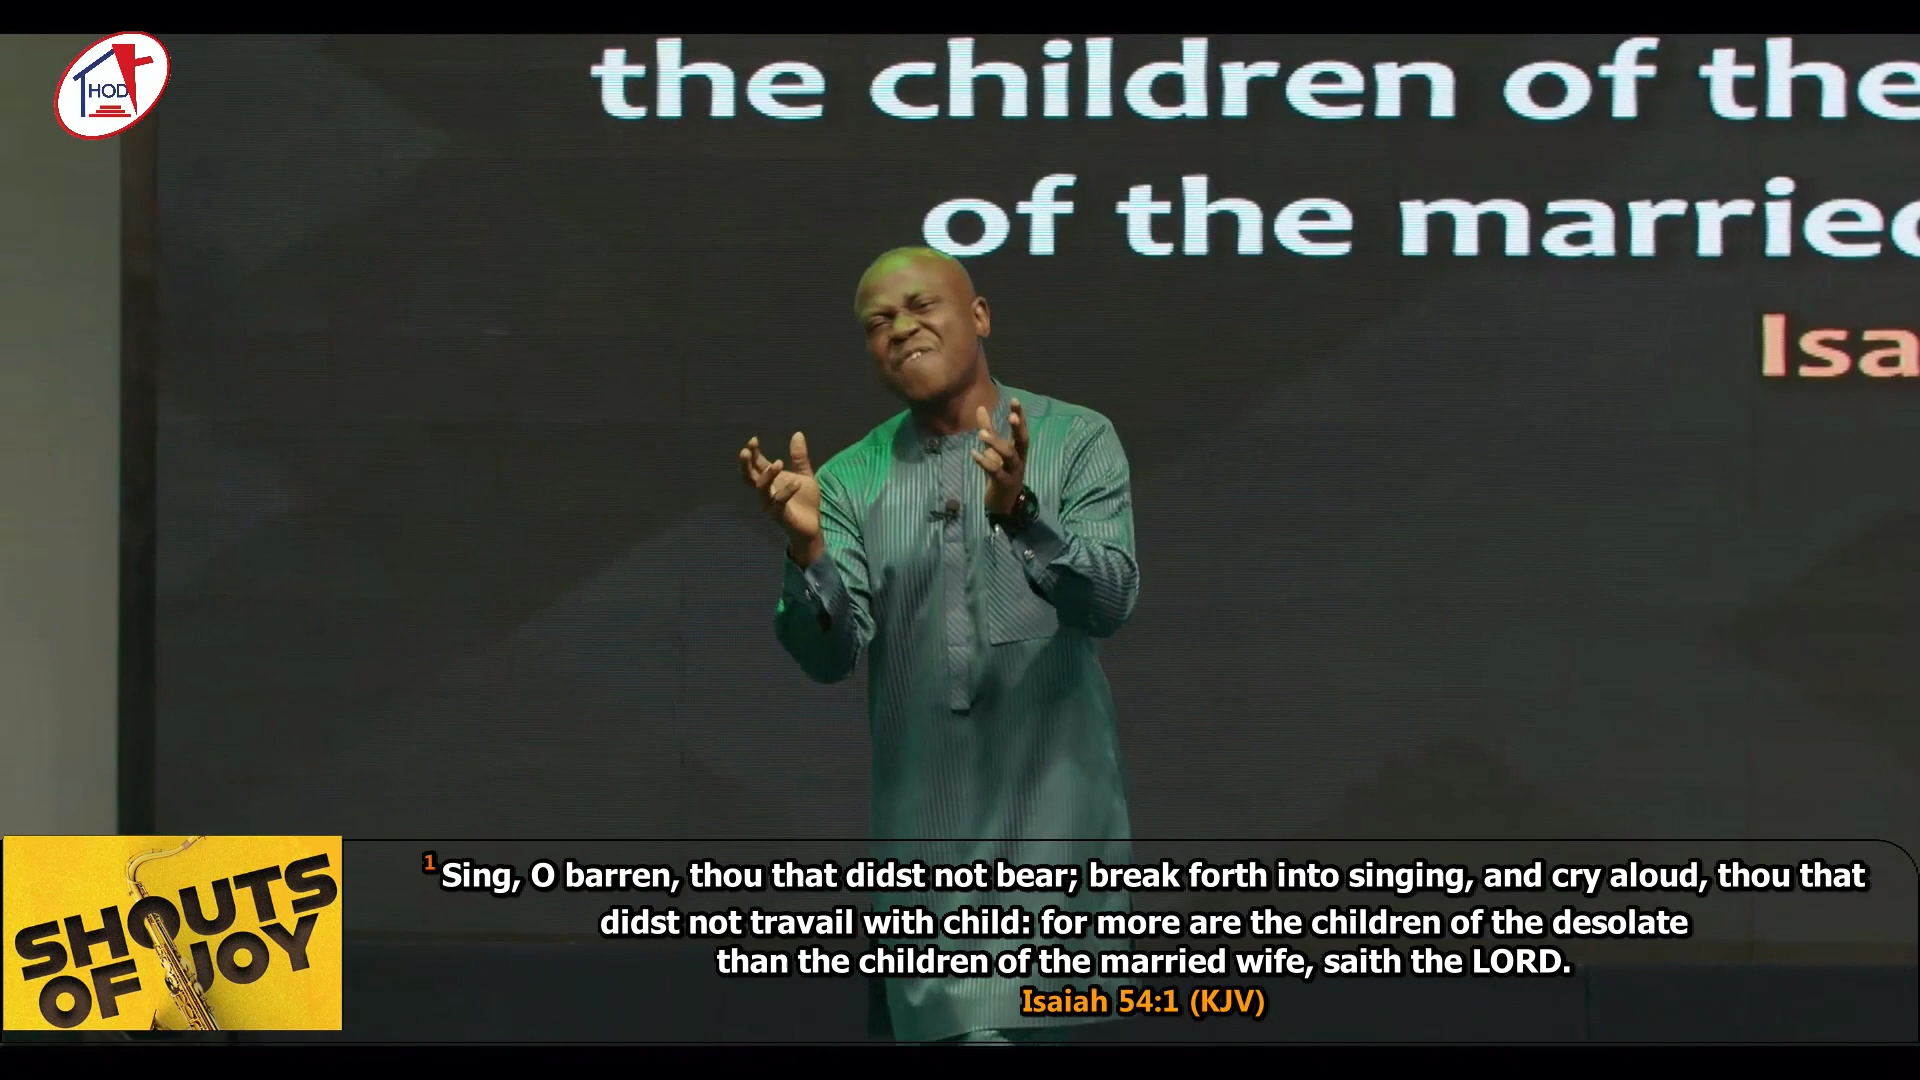 HOD
the children of the
of the married
Isa
SHOUTS
OF JOY
1 Sing, O barren, thou that didst not bear; break forth into singing, and cry aloud, thou that
didst not travail with child: for more are the children of the desolate
than the children of the married wife, saith the LORD.
Isaiah 54:1 (KJV)